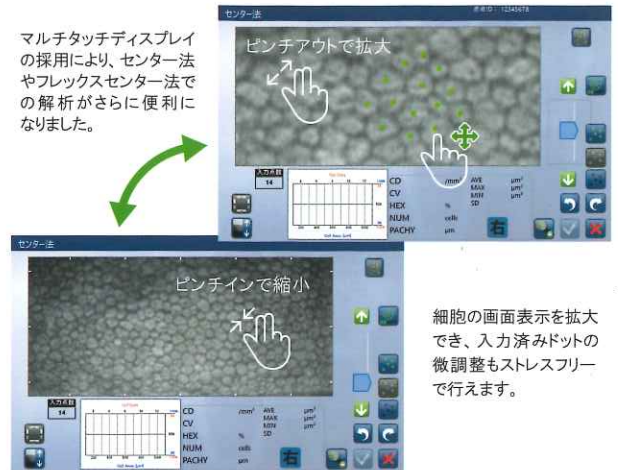 マルチタッチディスプレイ
の採用により、センター法
やフレックスセンター法で
の解析がさらに便利に
なりました。
センター法
患者ID： 12345678
ピンチアウトで拡大
入力点数
14
CD /mm² AVE μm²
CV MAX μm²
HEX % MIN μm²
NUM cells SD
PACHY μm
右
センター法
ピンチインで縮小
入力点数
14
CD /mm² AVE μm²
CV MAX μm²
HEX % MIN μm²
NUM cells SD
PACHY μm
右
細胞の画面表示を拡大
でき、入力済みドットの
微調整もストレスフリー
で行えます。